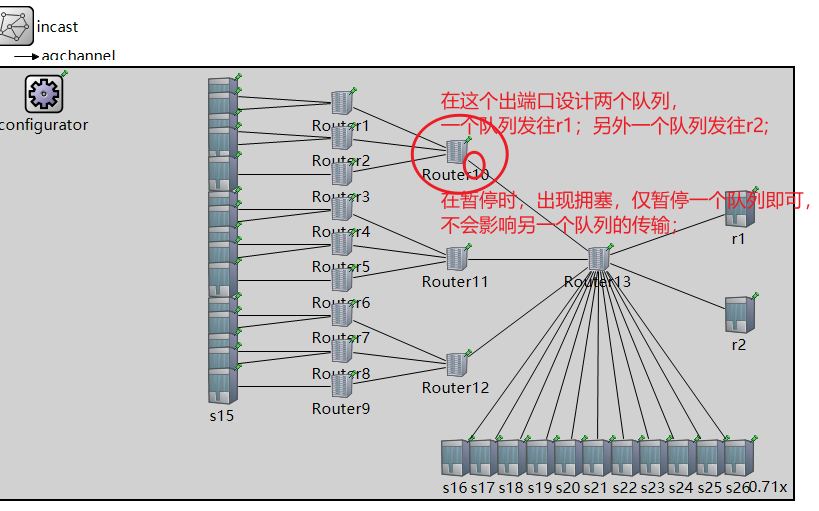 incast
aqchannel
configurator
在这个出端口设计两个队列，
一个队列发往r1；另外一个队列发往r2；
Router1
Router2
Router10
在暂停时，出现拥塞，仅暂停一个队列即可，
不会影响另一个队列的传输；
Router3
Router4
r1
Router5
Router11
Router13
Router6
Router7
r2
Router8
Router12
Router9
s15
s16 s17 s18 s19 s20 s21 s22 s23 s24 s25 s26 0.71x